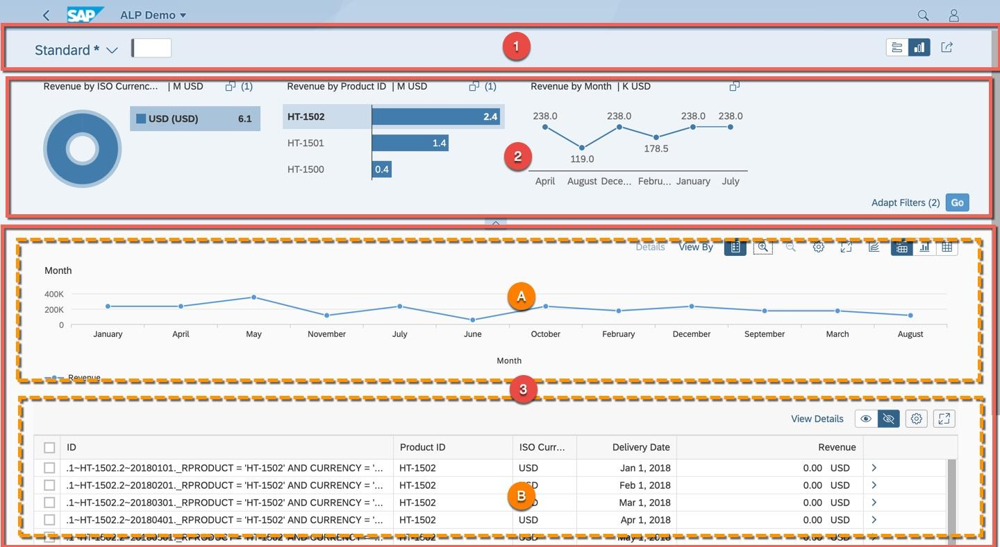 SAP ALP Demo
Standard *
1
Revenue by ISO Currenc... | M USD (1)
Revenue by Product ID | M USD (1)
Revenue by Month | K USD
USD (USD) 6.1
HT-1502 2.4
HT-1501 1.4
HT-1500 0.4
238.0 238.0 238.0 238.0
119.0 178.5
2
April August Dece... Febru... January July
Adapt Filters (2) Go
Details View By
Month
A
400K
200K
0
January April May November July June October February December September March August
Month
Revenue
3
View Details
ID Product ID ISO Curr... Delivery Date Revenue
.1~HT-1502.2~20180101._RPRODUCT = 'HT-1502' AND CURRENCY = '... HT-1502 USD Jan 1, 2018 0.00 USD
.1~HT-1502.2~20180201._RPRODUCT = 'HT-1502' AND CURRENCY = '... HT-1502 USD Feb 1, 2018 0.00 USD
.1~HT-1502.2~20180301._RPRODUCT = 'HT-1502' AND CURRENCY = '... HT-1502 USD Mar 1, 2018 0.00 USD
B
.1~HT-1502.2~20180401._RPRODUCT = 'HT-1502' AND CURRENCY = '... HT-1502 USD Apr 1, 2018 0.00 USD
.1~HT-1502.2~20180501._RPRODUCT = 'HT-1502' AND CURRENCY = '... HT-1502 USD May 1, 2018 0.00 USD